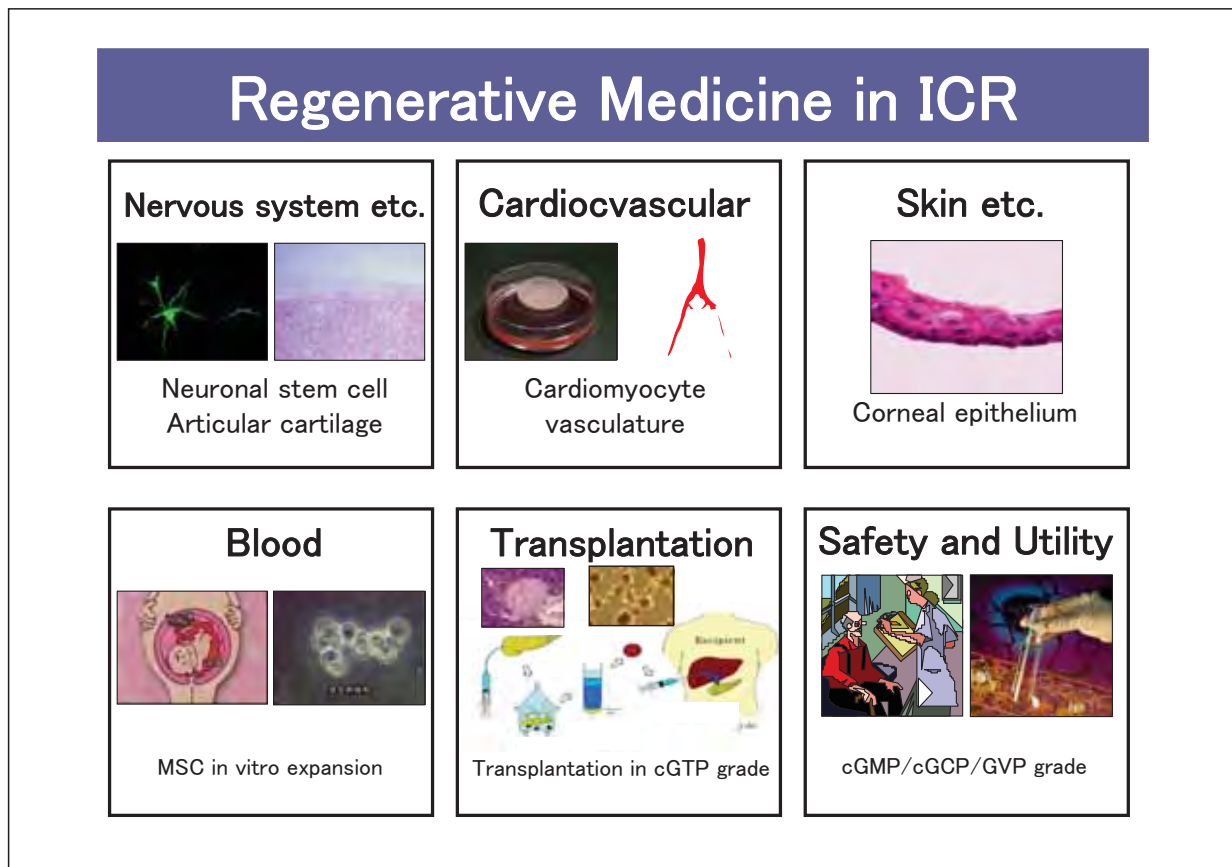 Regenerative Medicine in ICR
Nervous system etc.
Neuronal stem cell
Articular cartilage
Cardiocvascular
Cardiomyocyte
vasculature
Skin etc.
Corneal epithelium
Blood
MSC in vitro expansion
Transplantation
Recipient
Transplantation in cGTP grade
Safety and Utility
cGMP/cGCP/GVP grade